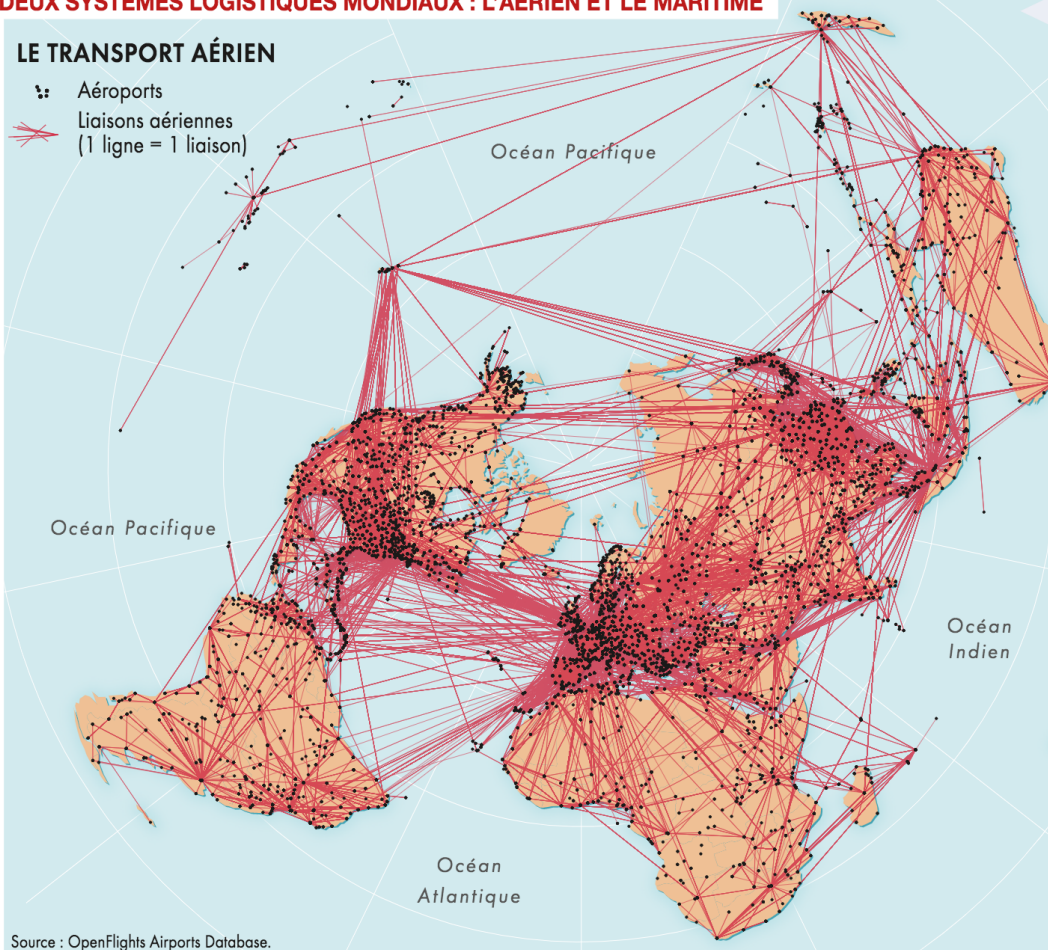 DEUX SYSTÈMES LOGISTIQUES MONDIAUX : L'AÉRIEN ET LE MARITIME
LE TRANSPORT AÉRIEN
Aéroports
Liaisons aériennes
(1 ligne = 1 liaison)
Océan Pacifique
Océan Pacifique
Océan
Indien
Océan
Atlantique
Source : OpenFlights Airports Database.